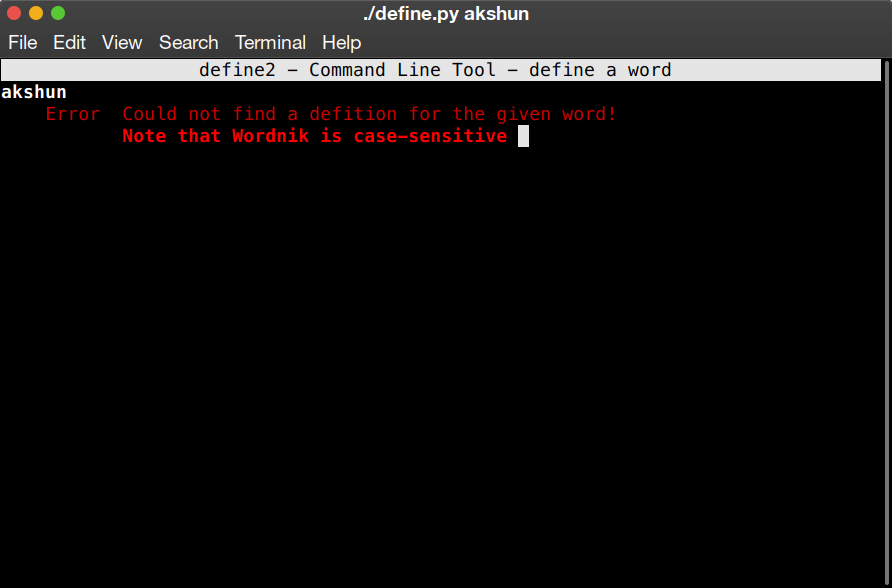 ./define.py akshun
File Edit View Search Terminal Help
define2 - Command Line Tool - define a word
akshun
Error Could not find a defition for the given word!
Note that Wordnik is case-sensitive